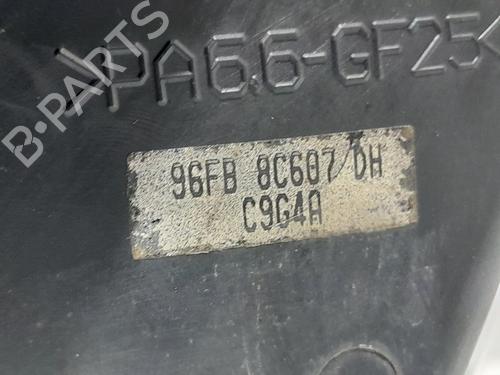 >PA6.6-GF25<
B-PARTS
96FB 8C607/DH
C9G4A